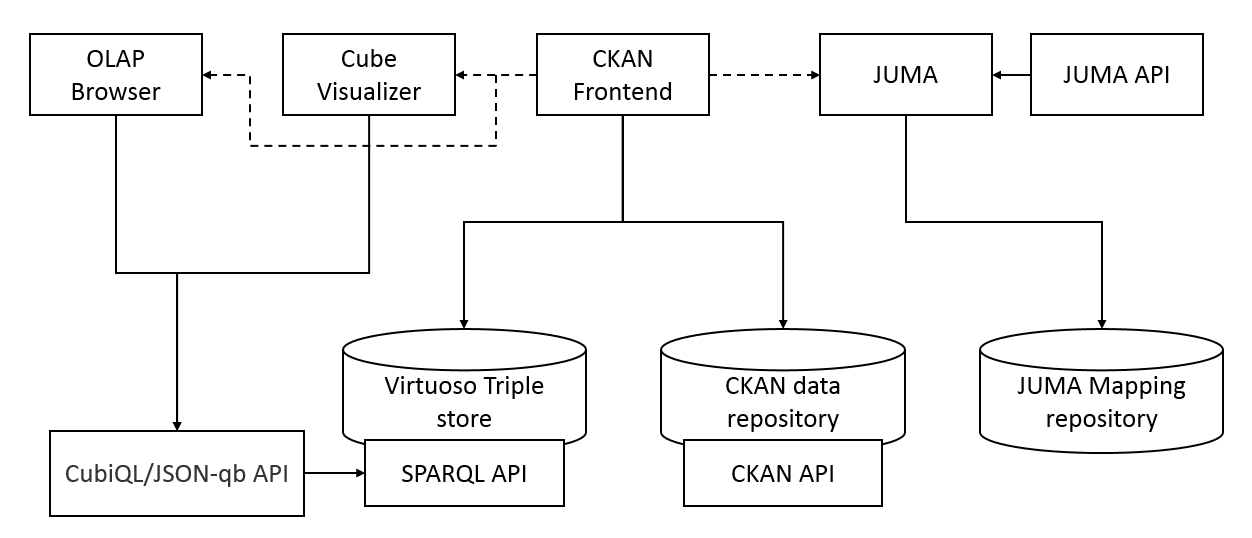 OLAP
Browser
Cube
Visualizer
CKAN
Frontend
JUMA
JUMA API
Virtuoso Triple
store
CKAN data
repository
JUMA Mapping
repository
CubiQL/JSON-qb API
SPARQL API
CKAN API